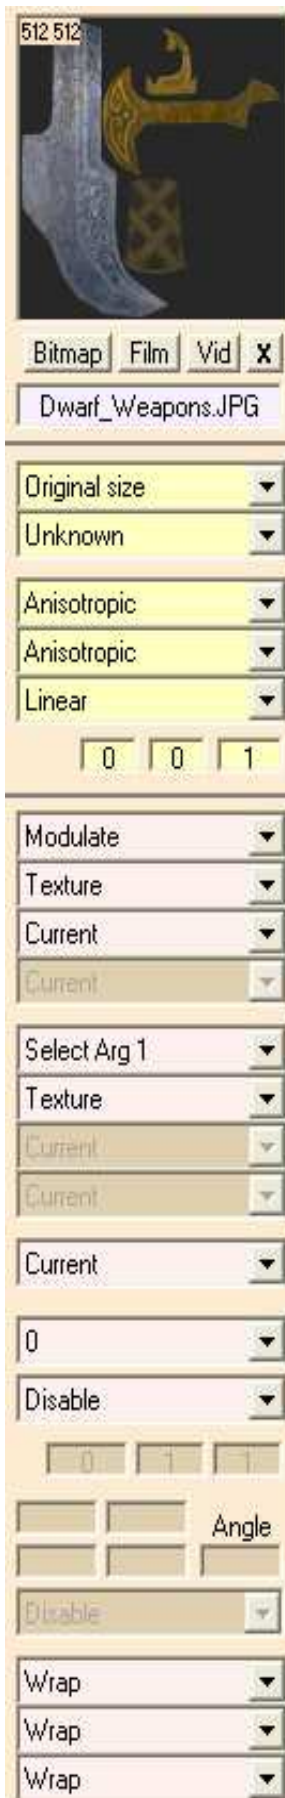 512 512
Bitmap Film Vid X
Dwarf_Weapons.JPG
Original size
Unknown
Anisotropic
Anisotropic
Linear
0 0 1
Modulate
Texture
Current
Current
Select Arg 1
Texture
Current
Current
Current
0
Disable
0 1 1
Angle
Disable
Wrap
Wrap
Wrap